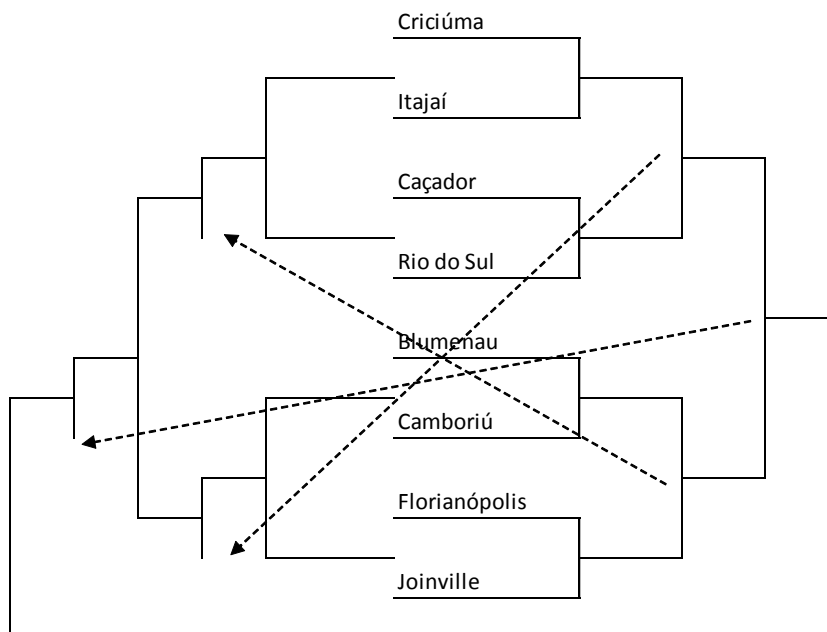 Criciúma
Itajaí
Caçador
Rio do Sul
Blumenau
Camboriú
Florianópolis
Joinville